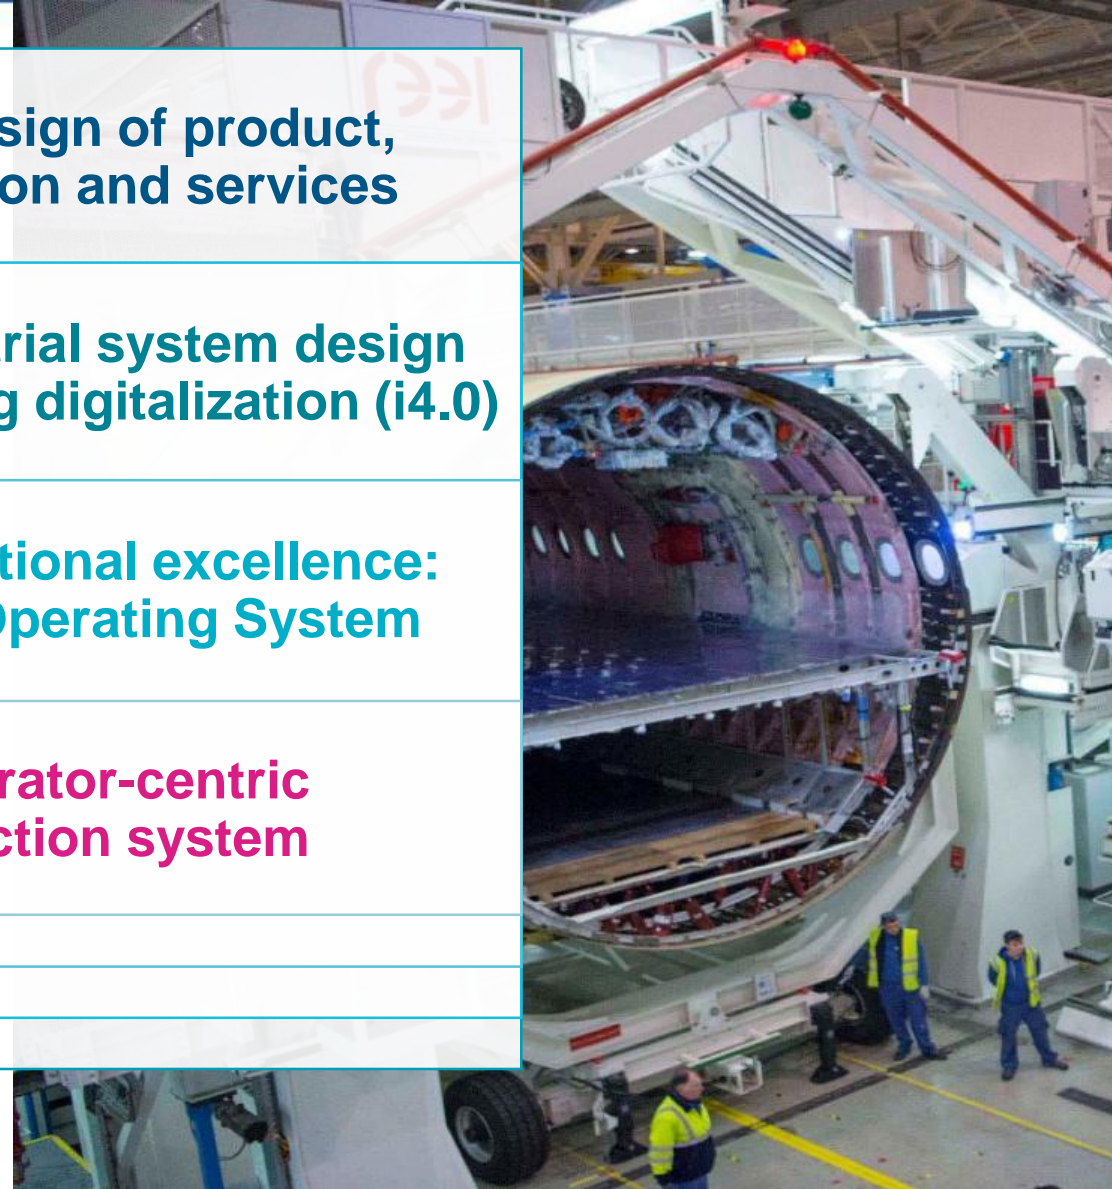 sign of product,
on and services
rial system design
g digitalization (i4.0)
tional excellence:
Operating System
rator-centric
ction system